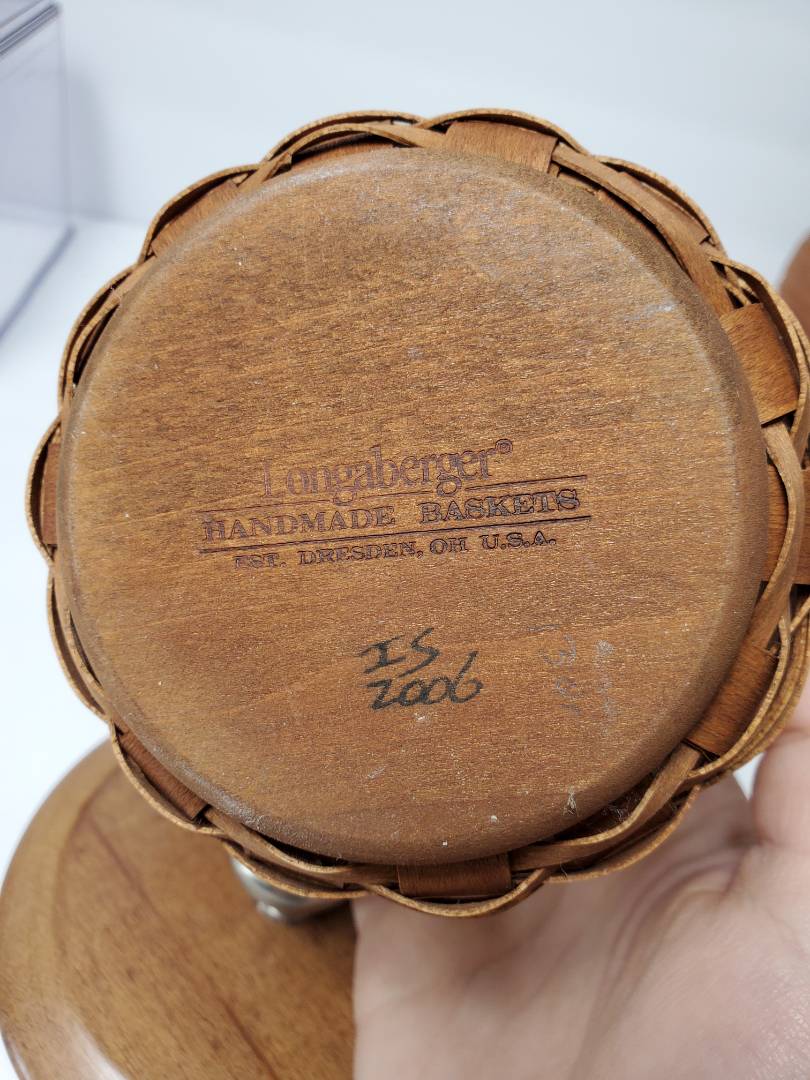 Longaberger®
HANDMADE BASKETS
EST. DRESDEN, OH U.S.A.
IS
2006